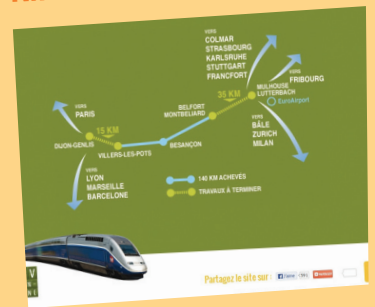 VERS
COLMAR
STRASBOURG
KARLSRUHE
STUTTGART
FRANCFORT
VERS
FRIBOURG
MULHOUSE
LUTTERBACH
EuroAirport
35 KM
BELFORT
MONTBELIARD
VERS
PARIS
15 KM
DIJON-GENLIS
VILLERS-LES-POTS
BESANÇON
VERS
BÂLE
ZURICH
MILAN
VERS
LYON
MARSEILLE
BARCELONE
140 KM ACHEVÉS
TRAVAUX À TERMINER
Partagez le site sur :